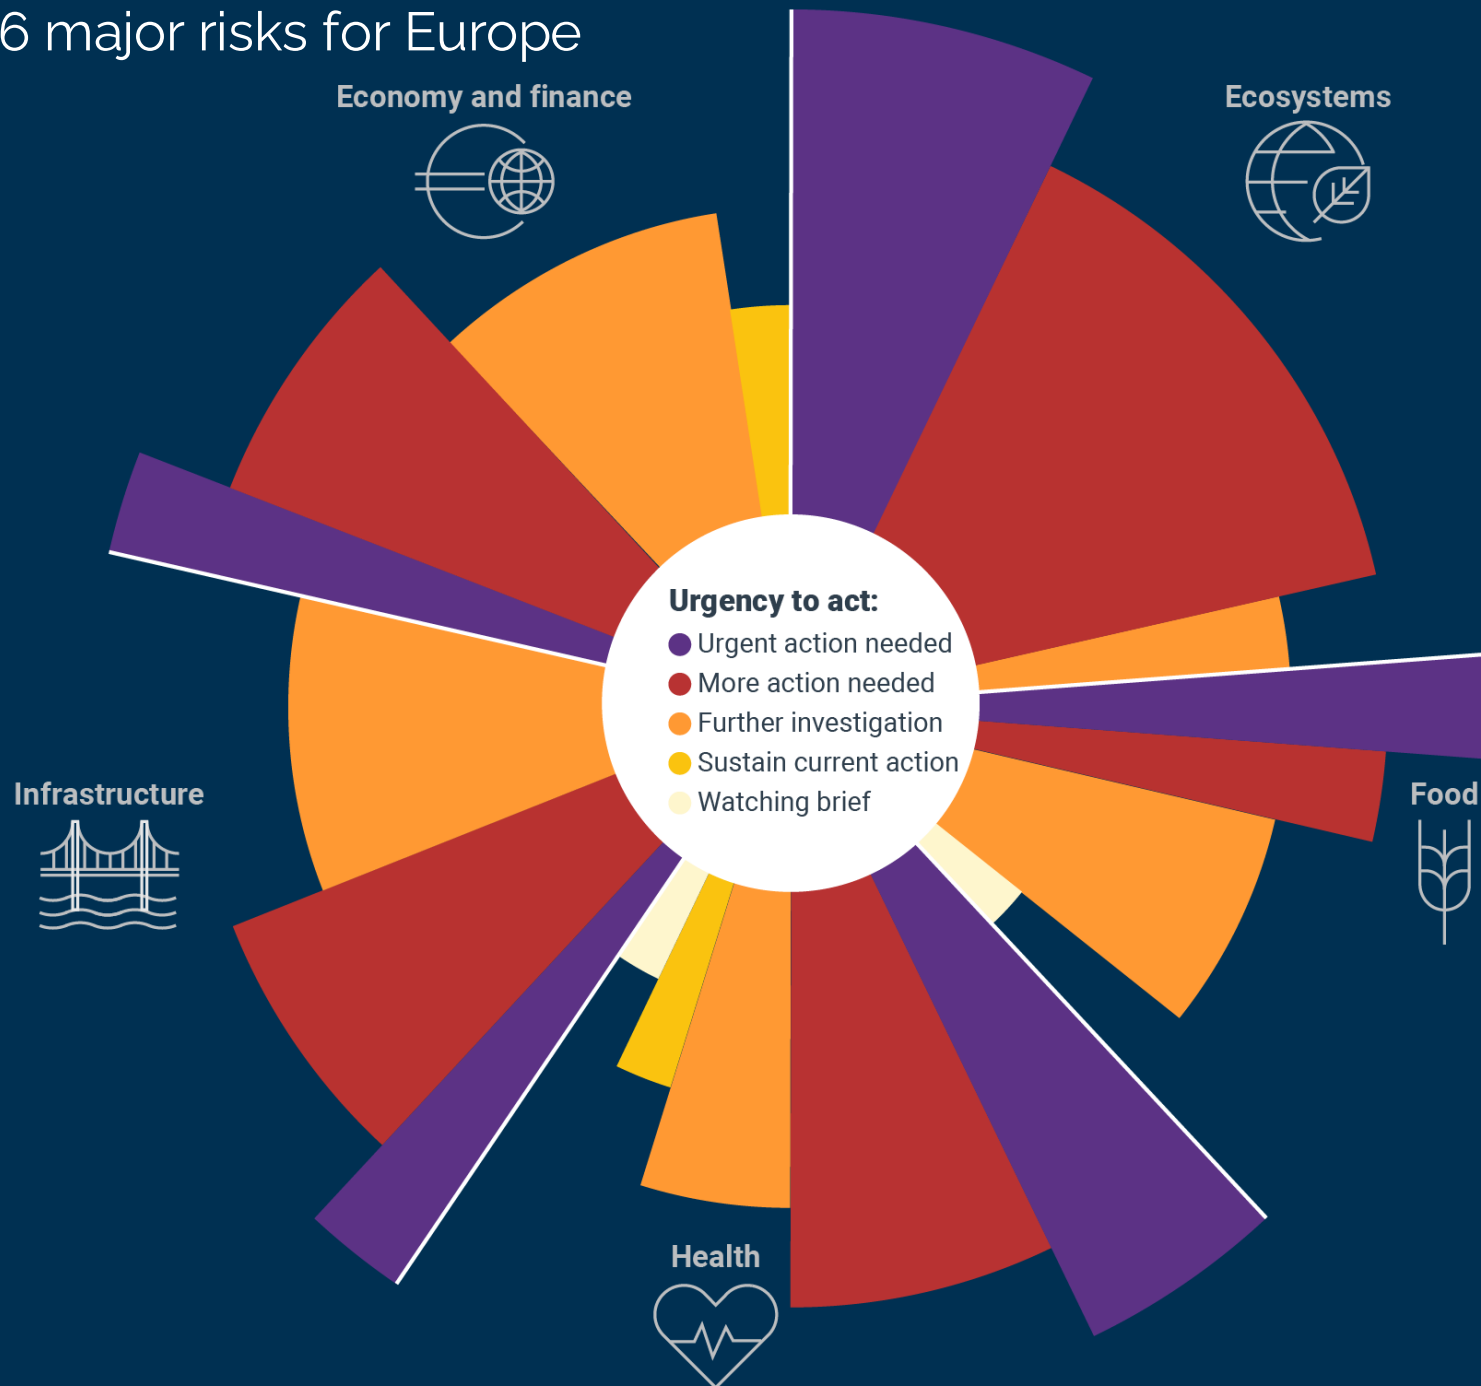 6 major risks for Europe
Economy and finance
Ecosystems
Urgency to act:
Urgent action needed
More action needed
Further investigation
Sustain current action
Watching brief
Infrastructure
Food
Health